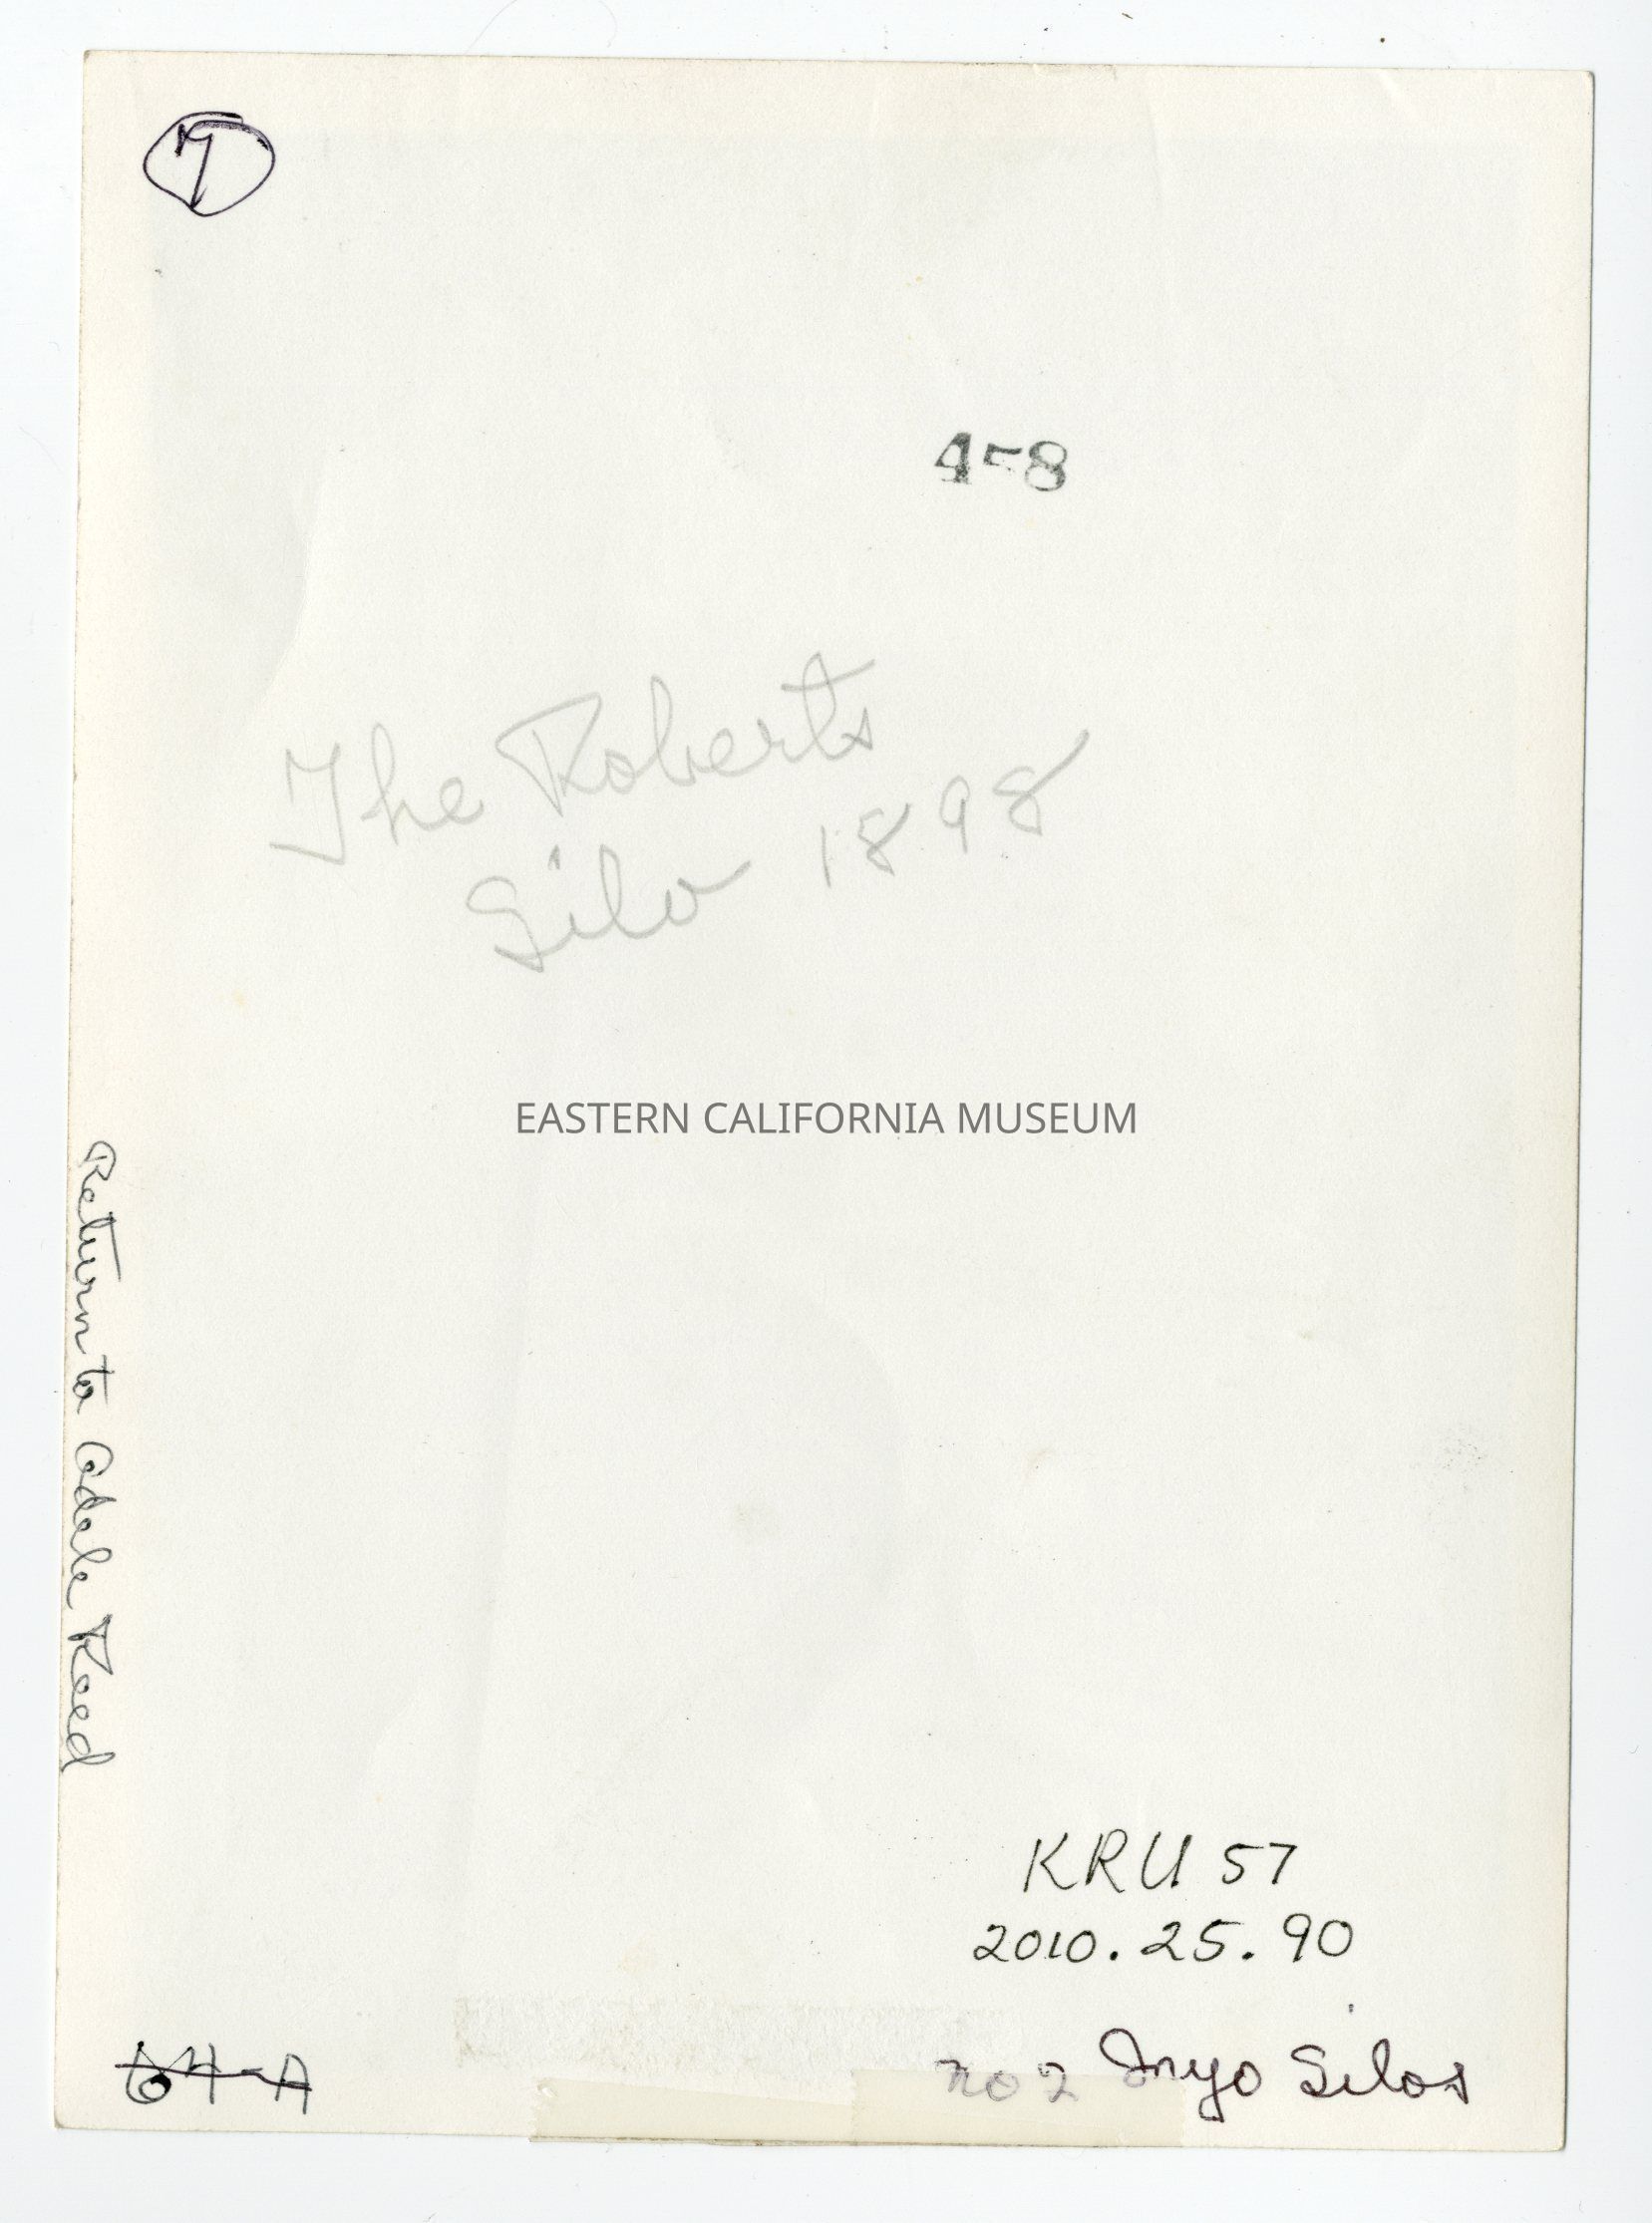 7
4-8
The Roberts
Silo 1898
EASTERN CALIFORNIA MUSEUM
Return to Adele Reed
KRU 57
2010.25.90
64-A
no 2 Inyo Silos